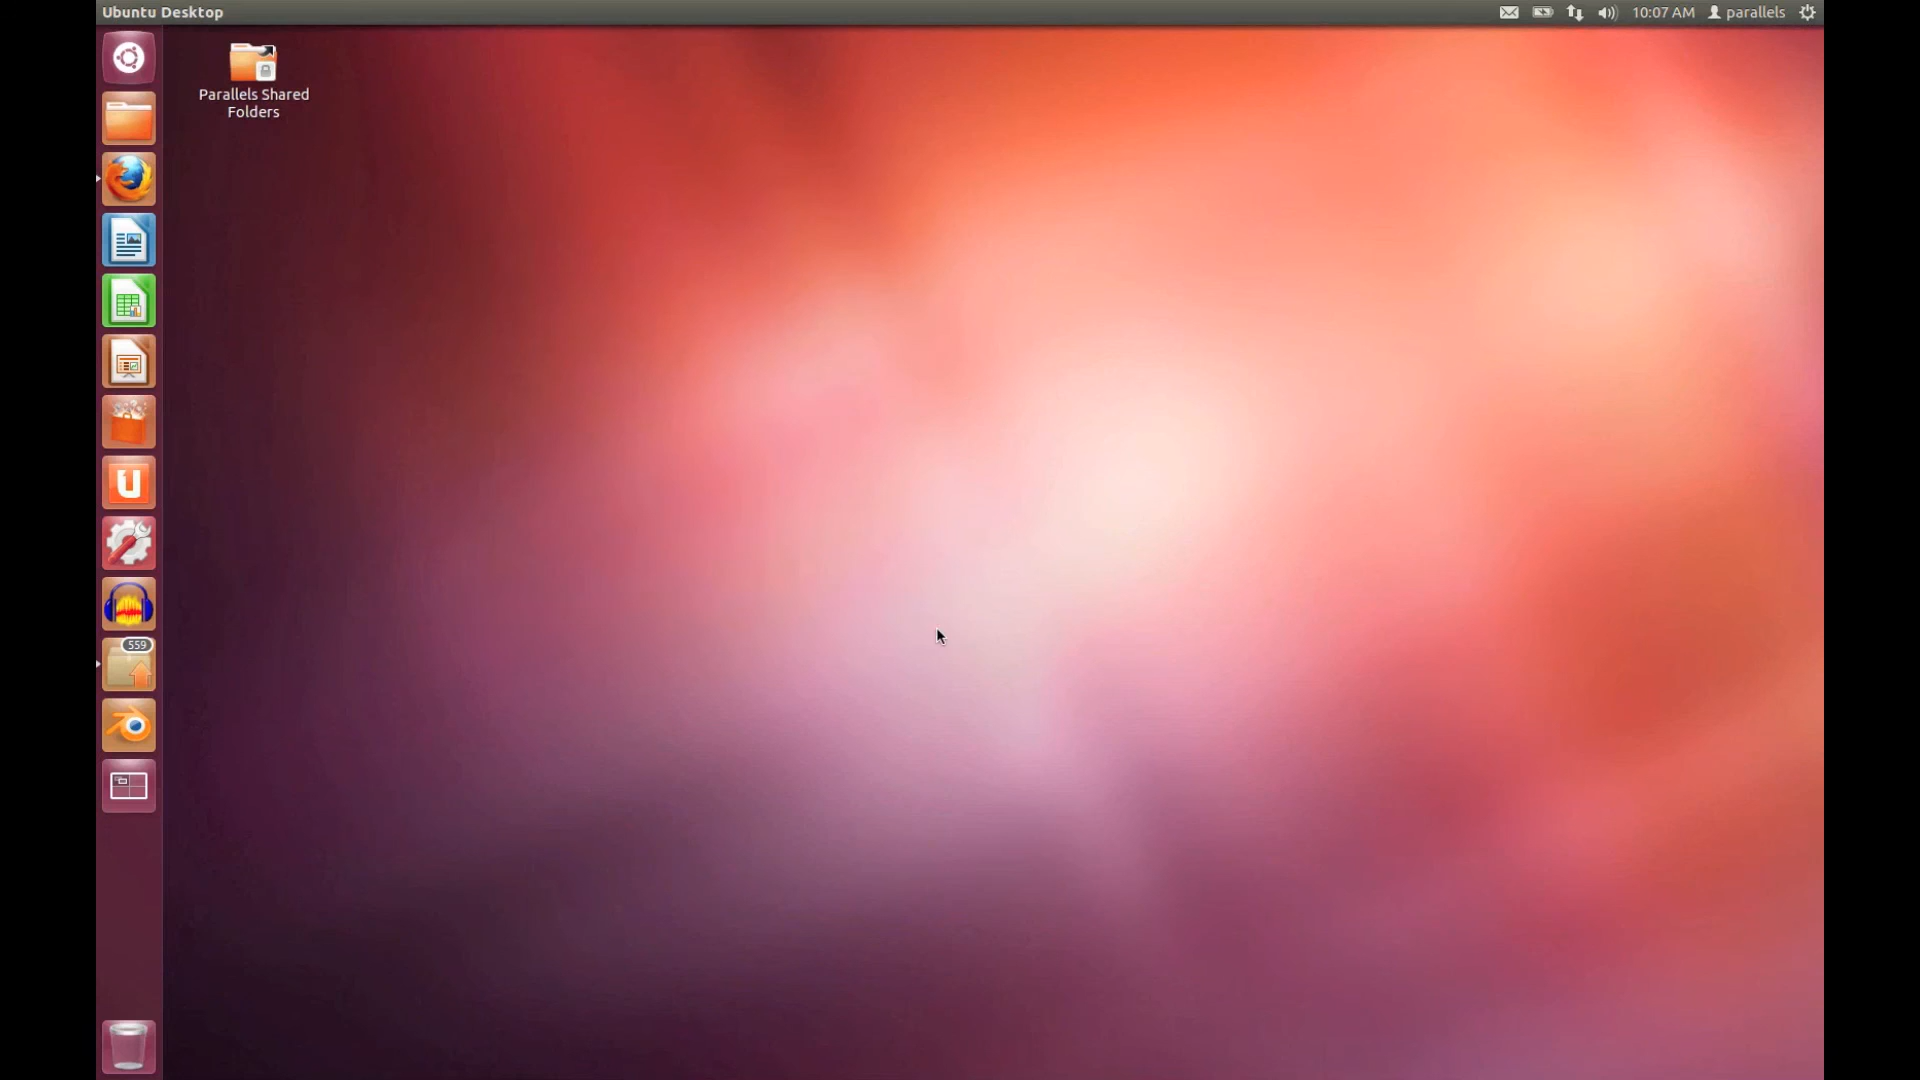 Ubuntu Desktop
10:07 AM
parallels
Parallels Shared
Folders
U
559